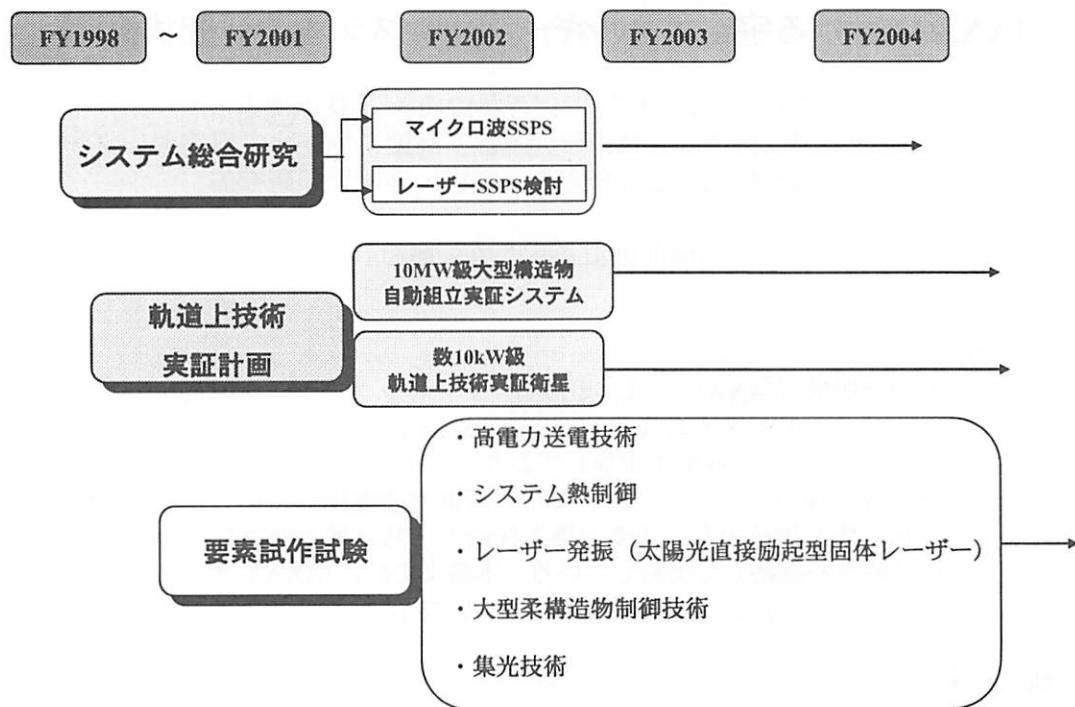 FY1998 ～ FY2001 FY2002 FY2003 FY2004
システム総合研究
マイクロ波SSPS
レーザーSSPS検討
軌道上技術
実証計画
10MW級大型構造物
自動組立実証システム
数10kW級
軌道上技術実証衛星
要素試作試験
・高電力送電技術
・システム熱制御
・レーザー発振（太陽光直接励起型固体レーザー）
・大型柔構造物制御技術
・集光技術